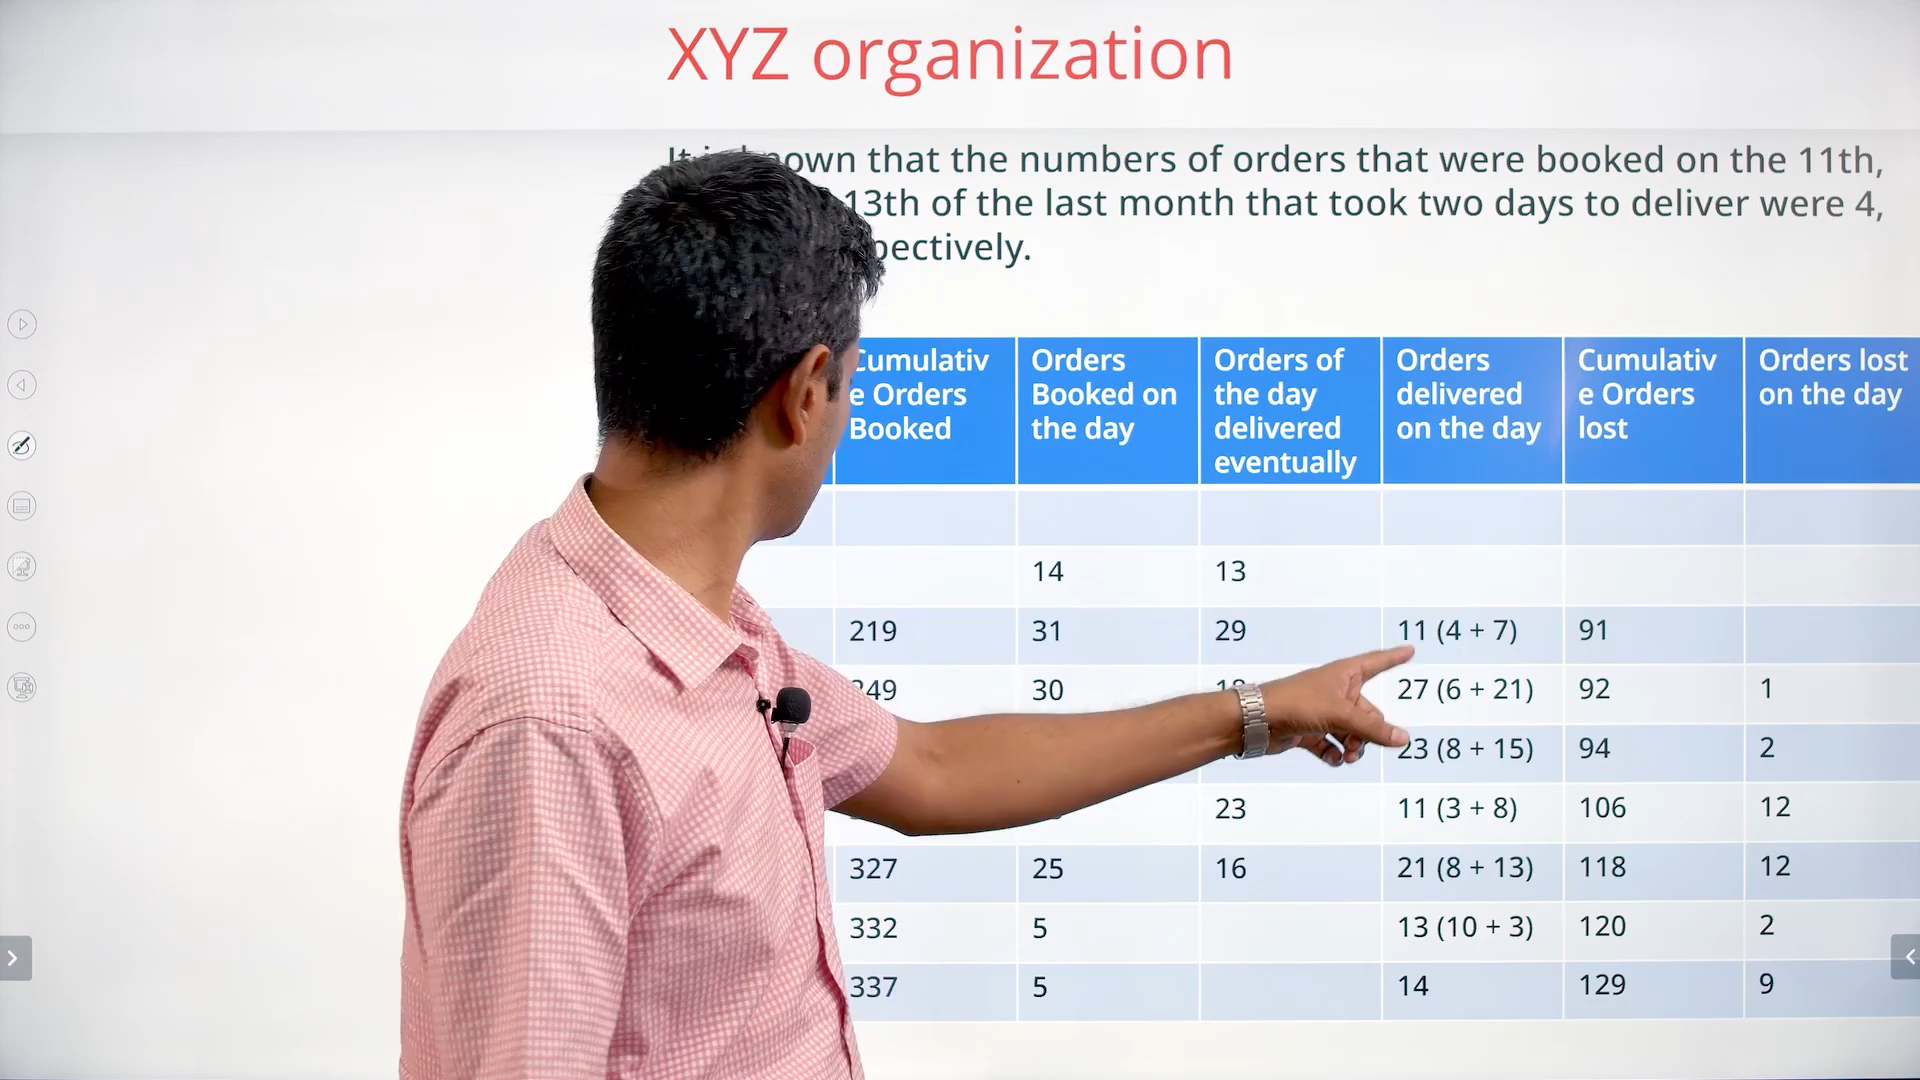 XYZ organization
that the numbers of orders that were booked on the 11th,
13th of the last month that took two days to deliver were 4,
Cumulativ e Orders Booked
Orders Booked on the day
Orders of the day delivered eventually
Orders delivered on the day
Cumulativ e Orders lost
Orders lost on the day
14 13
219 31 29 11 (4 + 7) 91
30 27 (6 + 21) 92 1
23 (8 + 15) 94 2
23 11 (3 + 8) 106 12
327 25 16 21 (8 + 13) 118 12
332 5 13 (10 + 3) 120 2
337 5 14 129 9